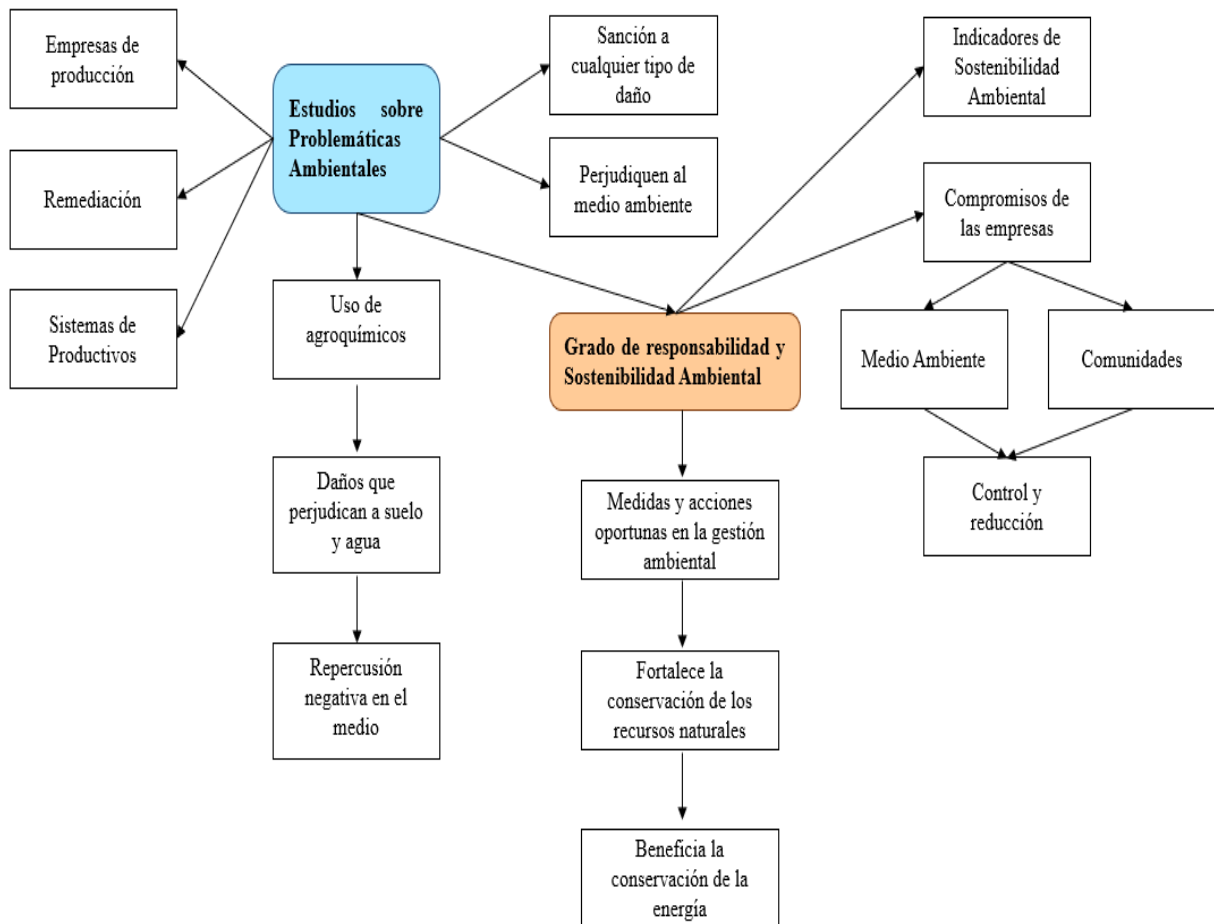 Empresas de
producción
Remediación
Sistemas de
Productivos
Estudios sobre
Problemáticas
Ambientales
Sanción a
cualquier tipo de
daño
Perjudiquen al
medio ambiente
Indicadores de
Sostenibilidad
Ambiental
Compromisos de
las empresas
Medio Ambiente
Comunidades
Control y
reducción
Uso de
agroquímicos
Daños que
perjudican a suelo
y agua
Repercusión
negativa en el
medio
Grado de responsabilidad y
Sostenibilidad Ambiental
Medidas y acciones
oportunas en la gestión
ambiental
Fortalece la
conservación de los
recursos naturales
Beneficia la
conservación de la
energía